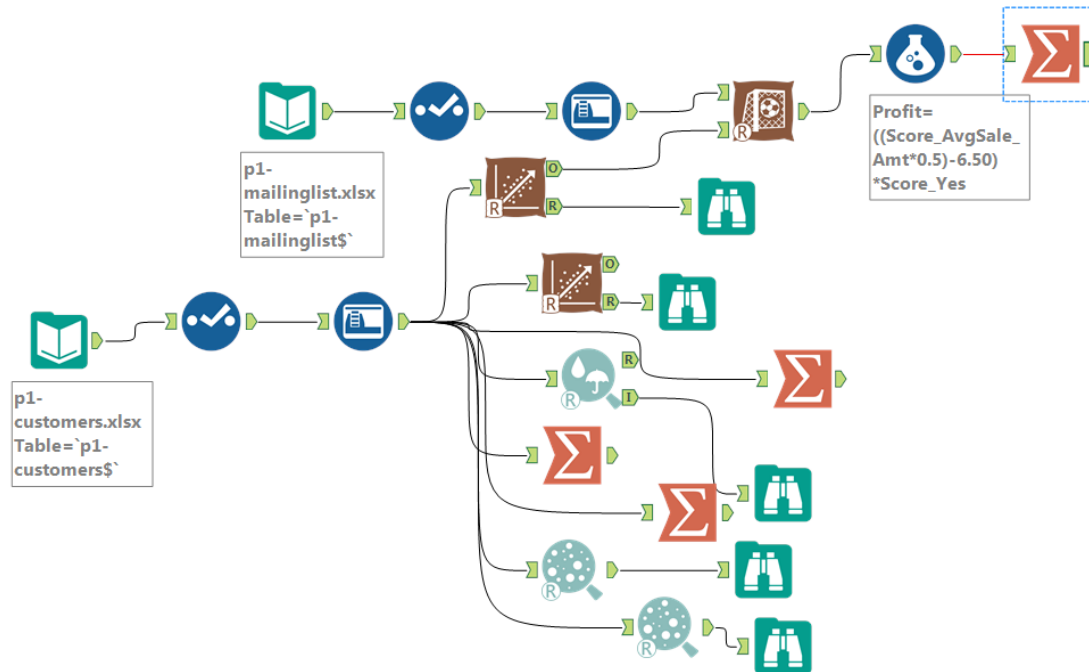 Profit=
((Score_AvgSale_
Amt*0.5)-6.50)
*Score_Yes
p1-
mailinglist.xlsx
Table=`p1-
mailinglist$`
R
R
O
R
R
O
R
p1-
customers.xlsx
Table=`p1-
customers$`
R
R
I
R
R